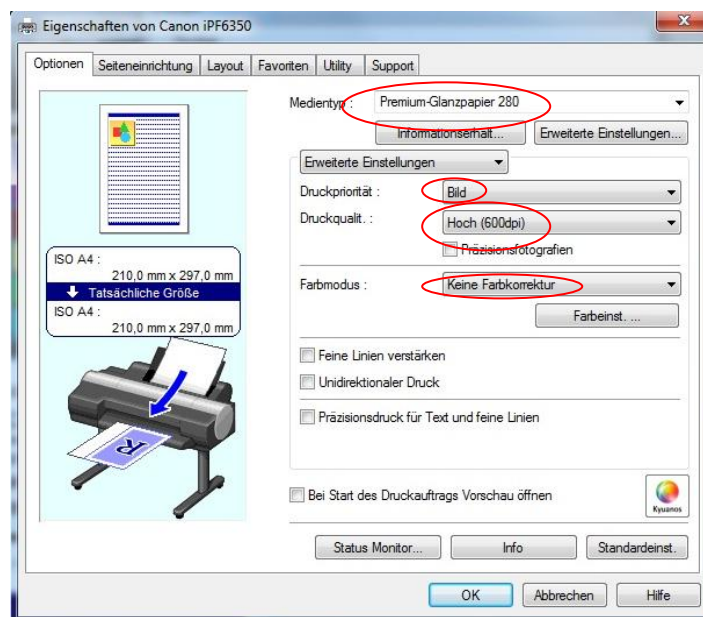 Eigenschaften von Canon iPF6350
Optionen Seiteneinrichtung Layout Favoriten Utility Support
Medientyp : Premium-Glanzpapier 280
Informationserhalt... Erweiterte Einstellungen...
Erweiterte Einstellungen
Druckpriorität : Bild
Druckqualit. : Hoch (600dpi)
Präzisionsfotografien
ISO A4 :
210,0 mm x 297,0 mm
Tatsächliche Größe
ISO A4 :
210,0 mm x 297,0 mm
R
Farbmodus : Keine Farbkorrektur
Farbeinst. ...
Feine Linien verstärken
Unidirektionaler Druck
Präzisionsdruck für Text und feine Linien
Bei Start des Druckauftrags Vorschau öffnen
Kyuanos
Status Monitor... Info Standardeinst.
OK Abbrechen Hilfe